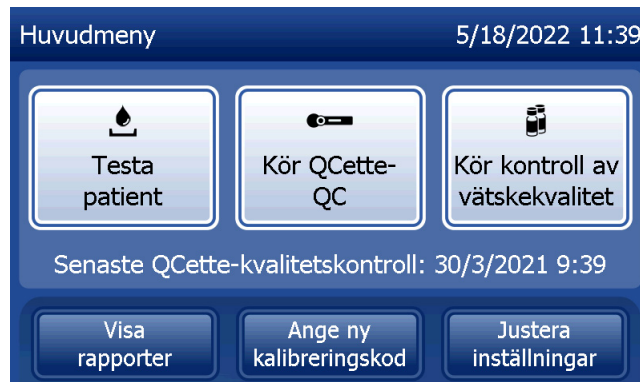 Huvudmeny 5/18/2022 11:39
Testa
patient
Kör QCette-
QC
Kör kontroll av
vätskekvalitet
Senaste QCette-kvalitetskontroll: 30/3/2021 9:39
Visa
rapporter
Ange ny
kalibreringskod
Justera
inställningar